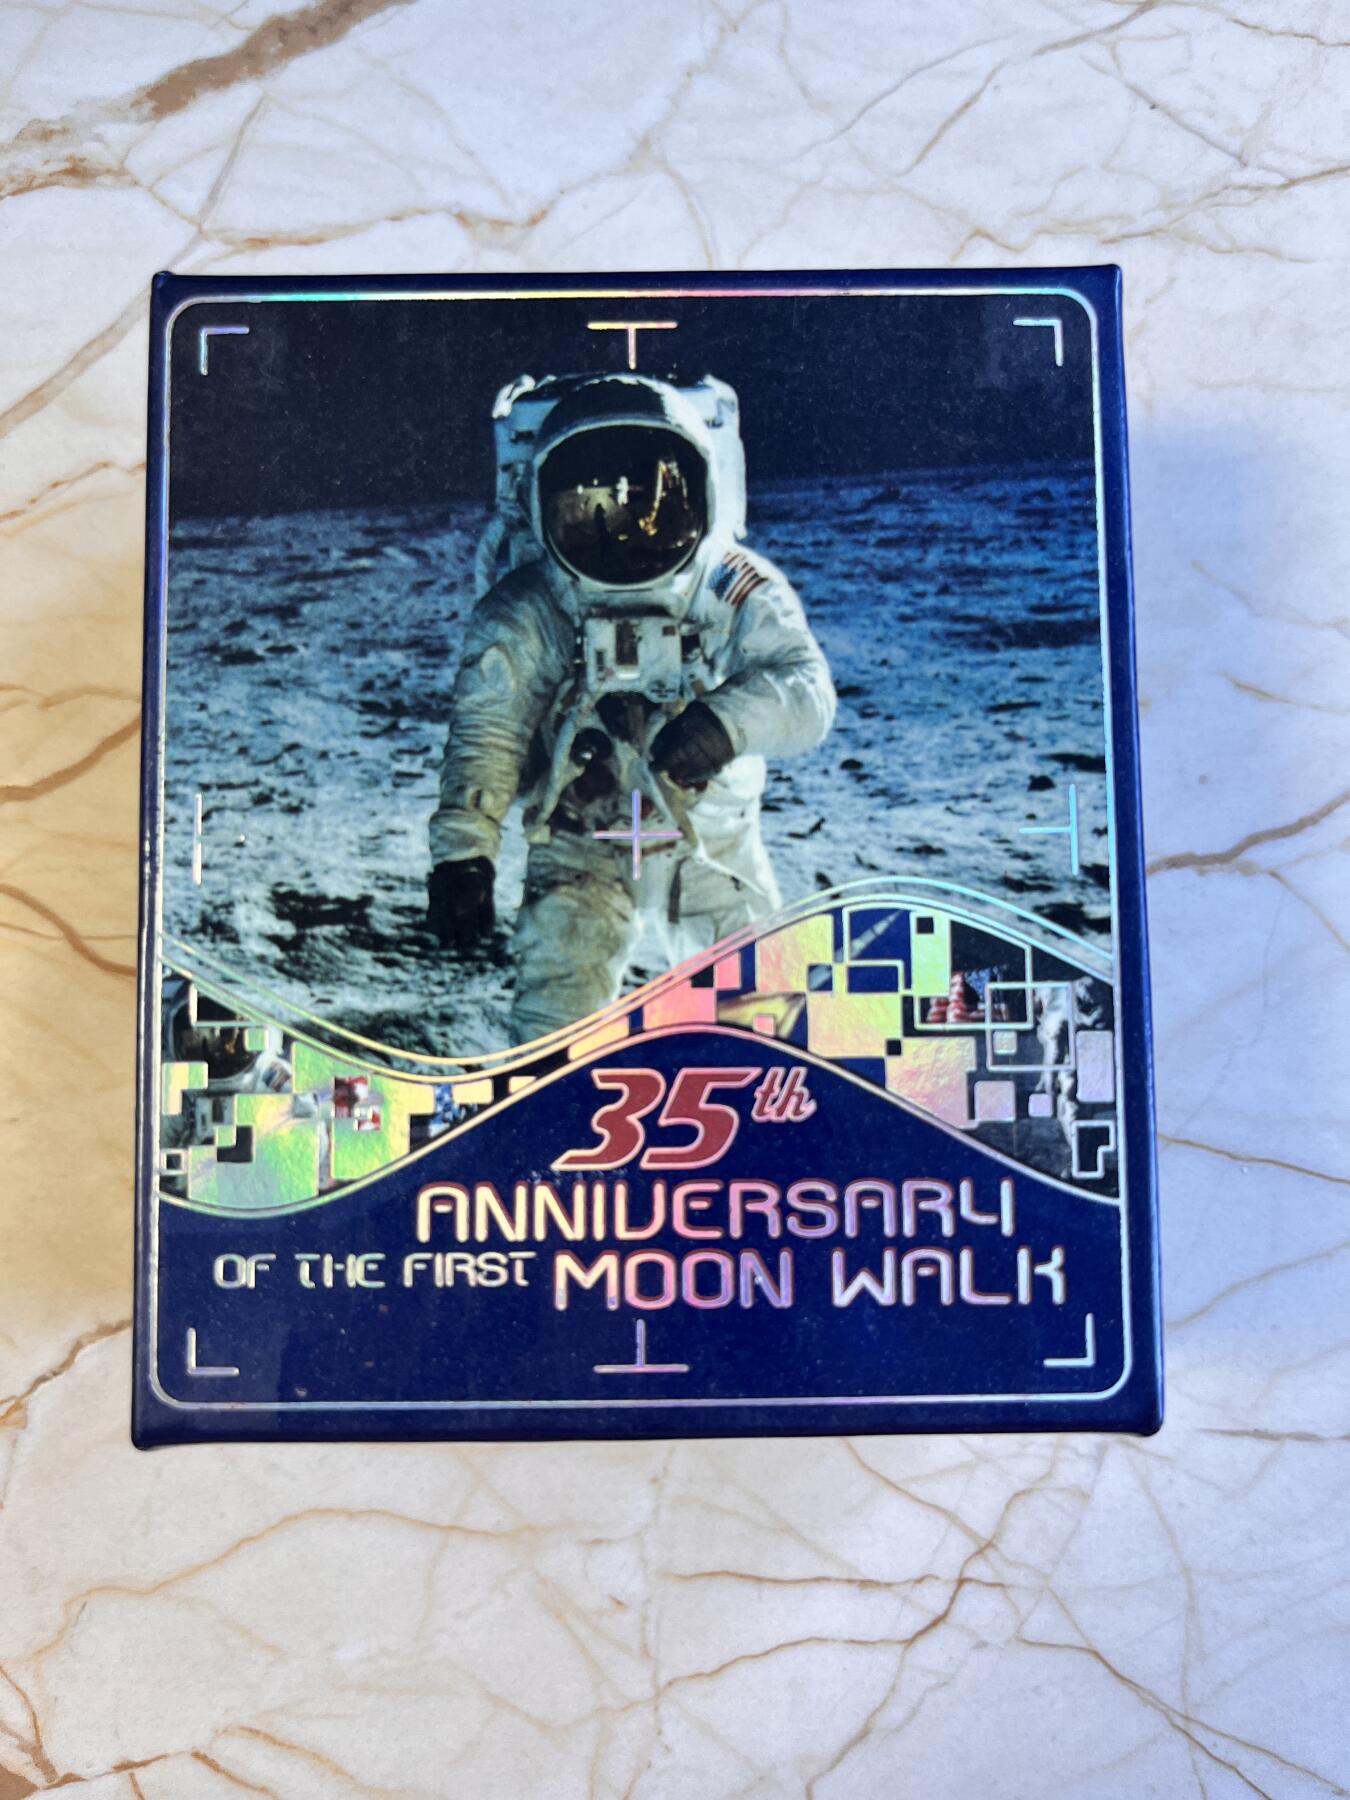 35th
ANNIVERSARY
OF THE FIRST MOON WALK